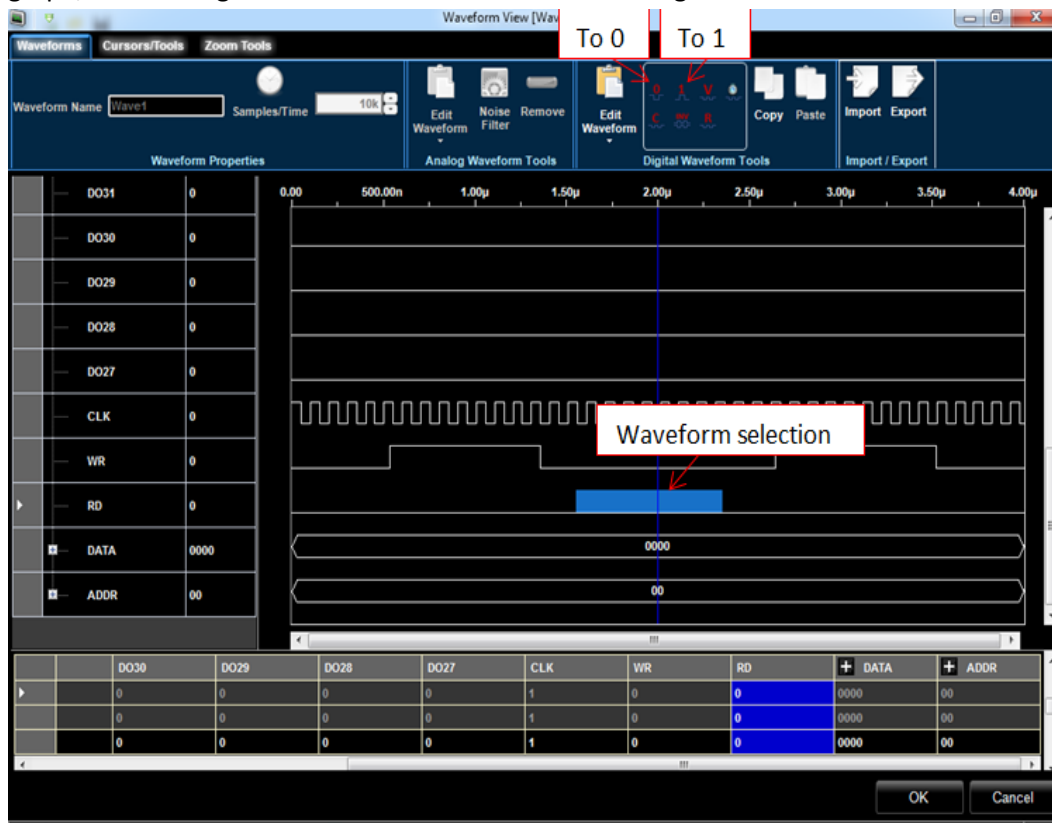 Waveform View [Wav
To 0
To 1
Waveforms Cursors/Tools Zoom Tools
Waveform Name Wave1 Samples/Time 10k
Edit Waveform
Noise Filter
Remove
Edit Waveform
0 1 V
C INV R
Copy Paste
Import Export
Waveform Properties Analog Waveform Tools Digital Waveform Tools Import / Export
DO31 0 0.00 500.00n 1.00µ 1.50µ 2.00µ 2.50µ 3.00µ 3.50µ 4.00µ
DO30 0
DO29 0
DO28 0
DO27 0
CLK 0
Waveform selection
WR 0
RD 0
DATA 0000 0000
ADDR 00 00
DO30 DO29 DO28 DO27 CLK WR RD DATA ADDR
0 0 0 0 1 0 0 0000 00
0 0 0 0 1 0 0 0000 00
0 0 0 0 1 0 0 0000 00
OK Cancel